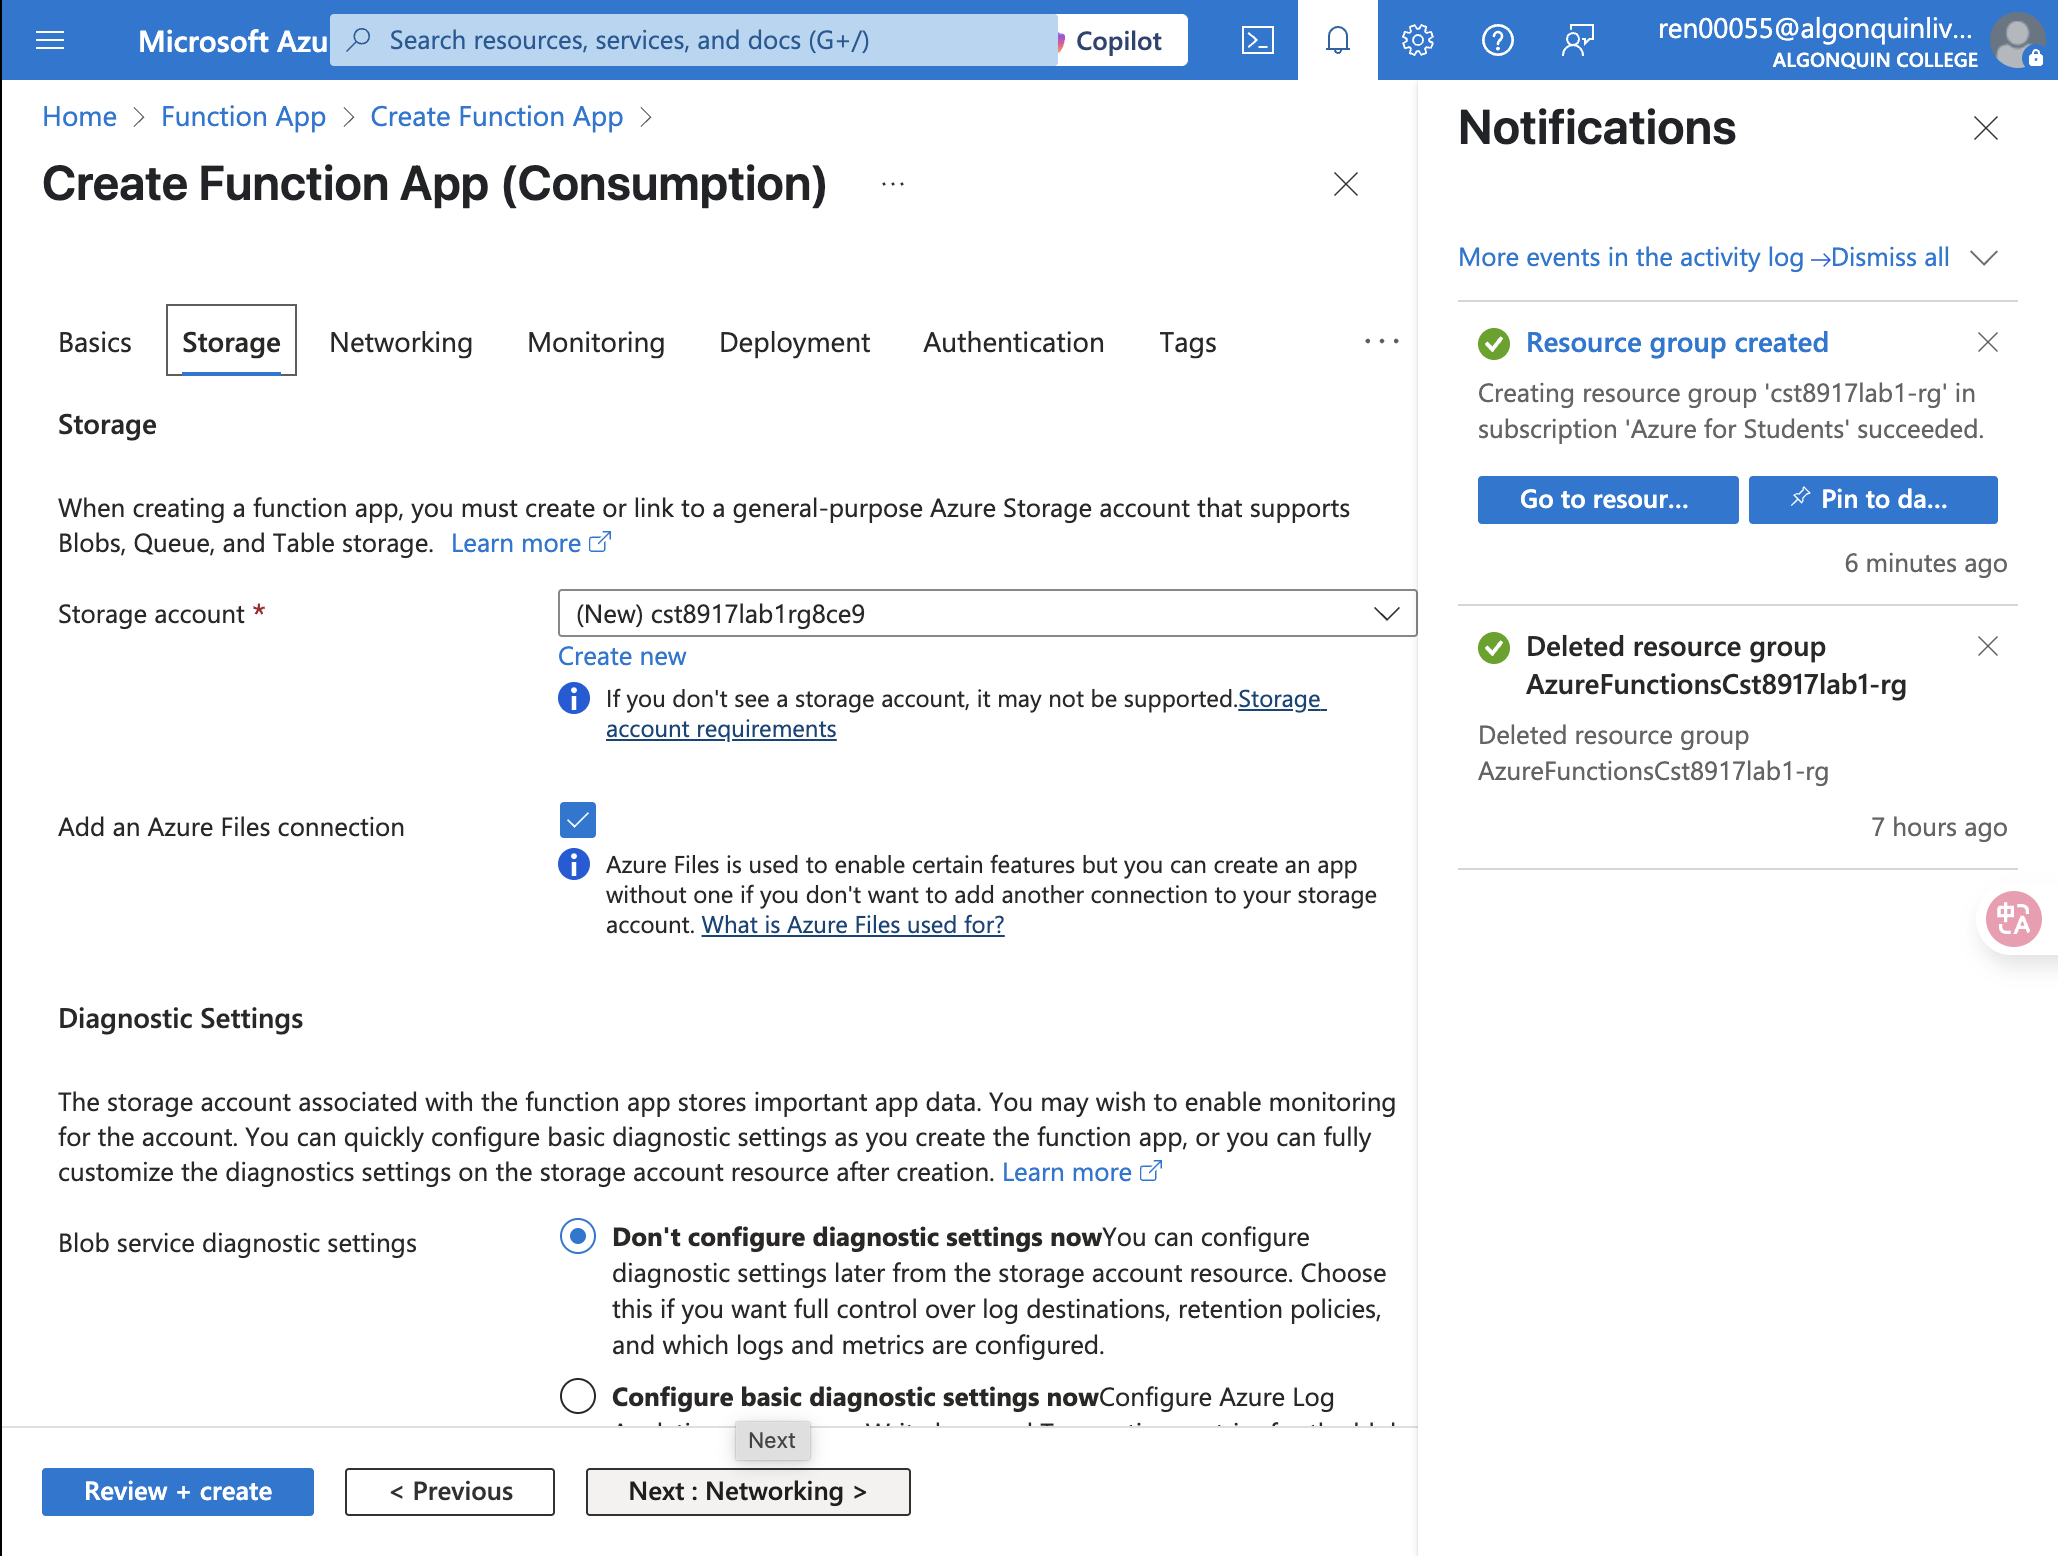 Microsoft Azu
Search resources, services, and docs (G+/)
Copilot
ren00055@algonquinliv...
ALGONQUIN COLLEGE
Home > Function App > Create Function App >
Create Function App (Consumption) ...
Basics Storage Networking Monitoring Deployment Authentication Tags ...
Storage
When creating a function app, you must create or link to a general-purpose Azure Storage account that supports
Blobs, Queue, and Table storage. Learn more
Storage account *
(New) cst8917lab1rg8ce9
Create new
If you don't see a storage account, it may not be supported.Storage
account requirements
Add an Azure Files connection
Azure Files is used to enable certain features but you can create an app
without one if you don't want to add another connection to your storage
account. What is Azure Files used for?
Diagnostic Settings
The storage account associated with the function app stores important app data. You may wish to enable monitoring
for the account. You can quickly configure basic diagnostic settings as you create the function app, or you can fully
customize the diagnostics settings on the storage account resource after creation. Learn more
Blob service diagnostic settings
Don't configure diagnostic settings nowYou can configure
diagnostic settings later from the storage account resource. Choose
this if you want full control over log destinations, retention policies,
and which logs and metrics are configured.
Configure basic diagnostic settings nowConfigure Azure Log
Next
Review + create
< Previous
Next : Networking >
Notifications
More events in the activity log →Dismiss all
Resource group created
Creating resource group 'cst8917lab1-rg' in
subscription 'Azure for Students' succeeded.
Go to resour...
Pin to da...
6 minutes ago
Deleted resource group
AzureFunctionsCst8917lab1-rg
Deleted resource group
AzureFunctionsCst8917lab1-rg
7 hours ago
中A